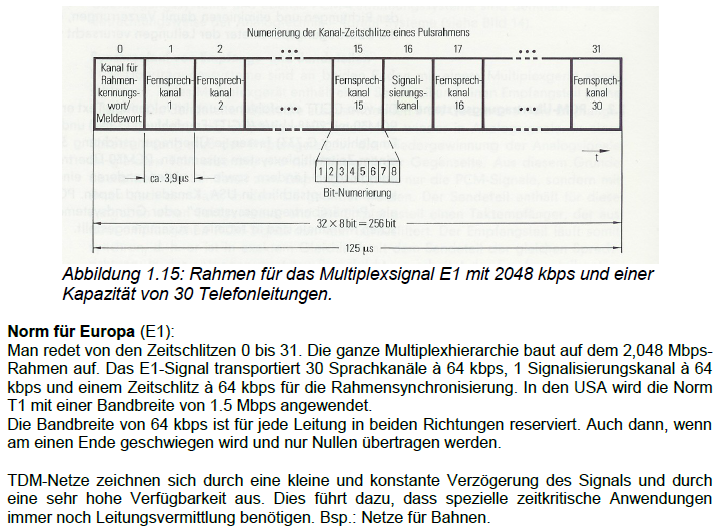 Numerierung der Kanal-Zeitschlitze eines Pulsrahmens
0 1 2 ••• 15 16 17 ••• 31
Kanal für Rahmen-kennungs-wort/Meldewort
Fernsprech-kanal 1
Fernsprech-kanal 2
•••
Fernsprech-kanal 15
Signali-sierungs-kanal
Fernsprech-kanal 16
•••
Fernsprech-kanal 30
t
1 2 3 4 5 6 7 8
ca. 3,9 µs
Bit-Numerierung
32 × 8 bit = 256 bit
125 µs
Abbildung 1.15: Rahmen für das Multiplexsignal E1 mit 2048 kbps und einer
Kapazität von 30 Telefonleitungen.
Norm für Europa (E1):
Man redet von den Zeitschlitzen 0 bis 31. Die ganze Multiplexhierarchie baut auf dem 2,048 Mbps-
Rahmen auf. Das E1-Signal transportiert 30 Sprachkanäle à 64 kbps, 1 Signalisierungskanal à 64
kbps und einem Zeitschlitz à 64 kbps für die Rahmensynchronisierung. In den USA wird die Norm
T1 mit einer Bandbreite von 1.5 Mbps angewendet.
Die Bandbreite von 64 kbps ist für jede Leitung in beiden Richtungen reserviert. Auch dann, wenn
am einen Ende geschwiegen wird und nur Nullen übertragen werden.
TDM-Netze zeichnen sich durch eine kleine und konstante Verzögerung des Signals und durch
eine sehr hohe Verfügbarkeit aus. Dies führt dazu, dass spezielle zeitkritische Anwendungen
immer noch Leitungsvermittlung benötigen. Bsp.: Netze für Bahnen.